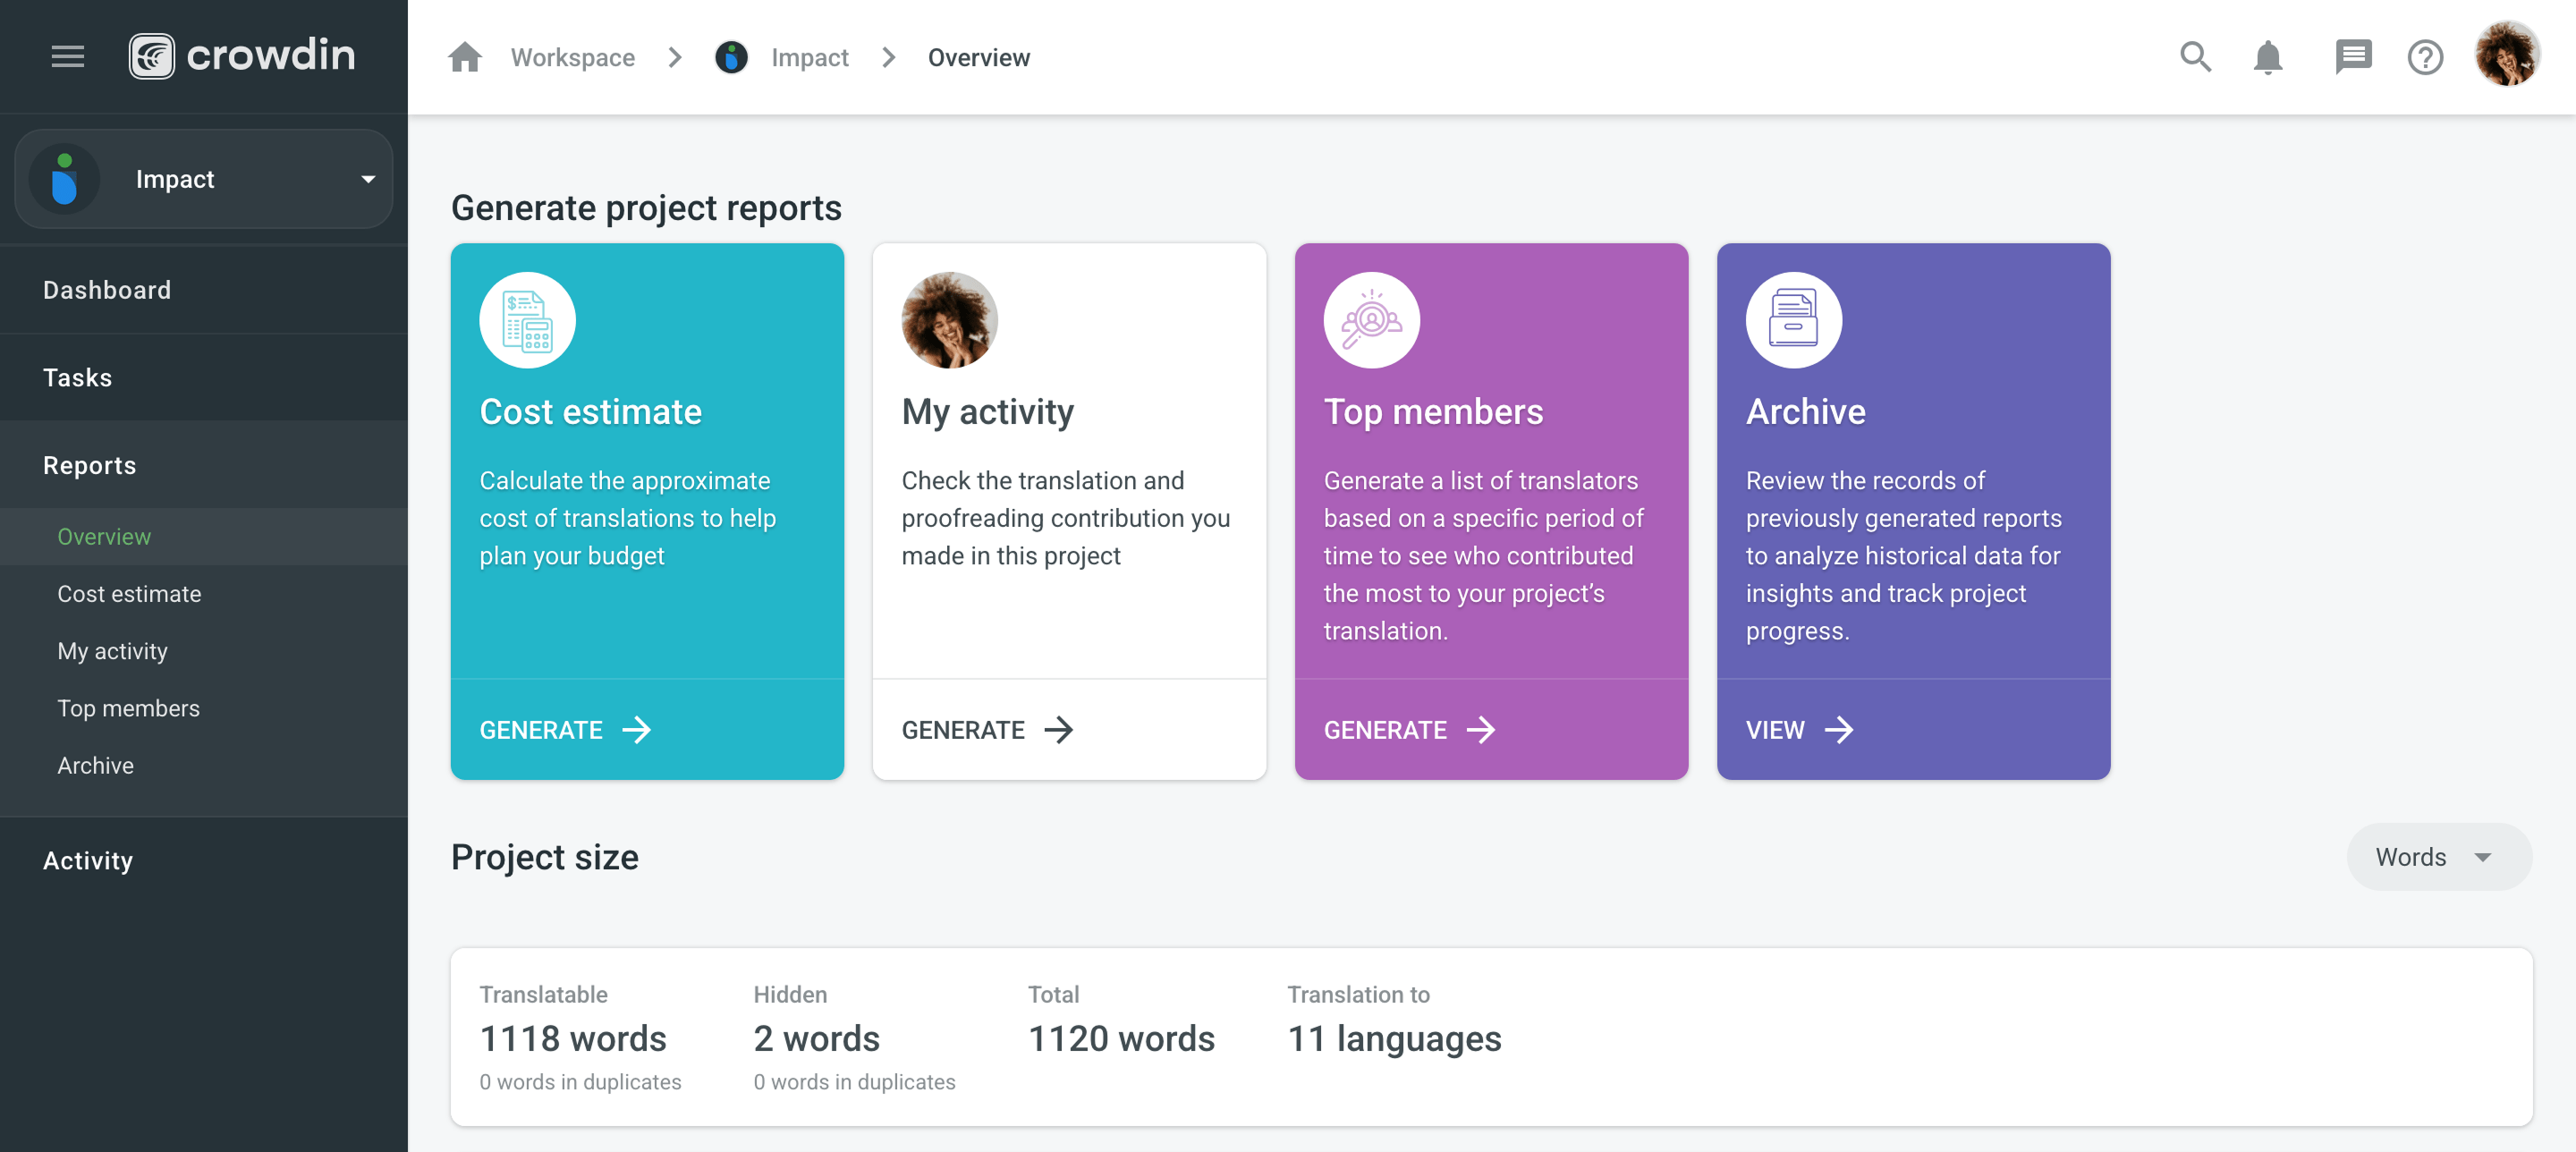 crowdin
Workspace
Impact
Overview
Impact
Dashboard
Tasks
Reports
Overview
Cost estimate
My activity
Top members
Archive
Activity
Generate project reports
Cost estimate
Calculate the approximate
cost of translations to help
plan your budget
GENERATE
My activity
Check the translation and
proofreading contribution you
made in this project
GENERATE
Top members
Generate a list of translators
based on a specific period of
time to see who contributed
the most to your project’s
translation.
GENERATE
Archive
Review the records of
previously generated reports
to analyze historical data for
insights and track project
progress.
VIEW
Project size
Words
Translatable
1118 words
0 words in duplicates
Hidden
2 words
0 words in duplicates
Total
1120 words
Translation to
11 languages